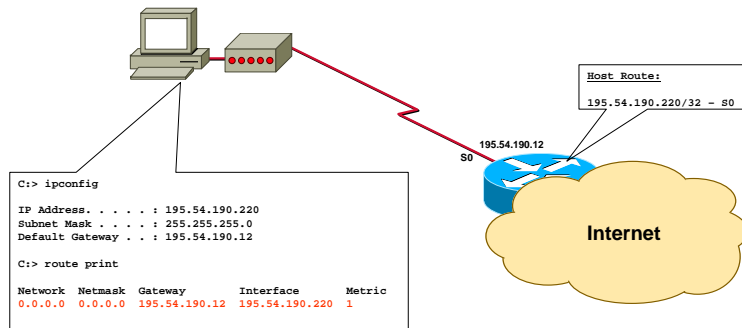 Host Route:
195.54.190.220/32 – S0
195.54.190.12
S0
Internet
C:> ipconfig
IP Address. . . . . : 195.54.190.220
Subnet Mask . . . . : 255.255.255.0
Default Gateway . . : 195.54.190.12
C:> route print
Network Netmask Gateway Interface Metric
0.0.0.0 0.0.0.0 195.54.190.12 195.54.190.220 1